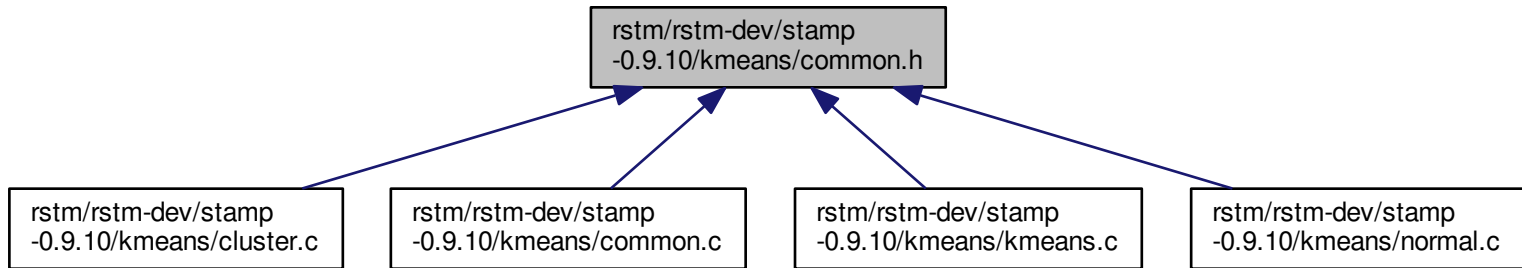 rstm/rstm-dev/stamp
-0.9.10/kmeans/common.h
rstm/rstm-dev/stamp
-0.9.10/kmeans/cluster.c
rstm/rstm-dev/stamp
-0.9.10/kmeans/common.c
rstm/rstm-dev/stamp
-0.9.10/kmeans/kmeans.c
rstm/rstm-dev/stamp
-0.9.10/kmeans/normal.c